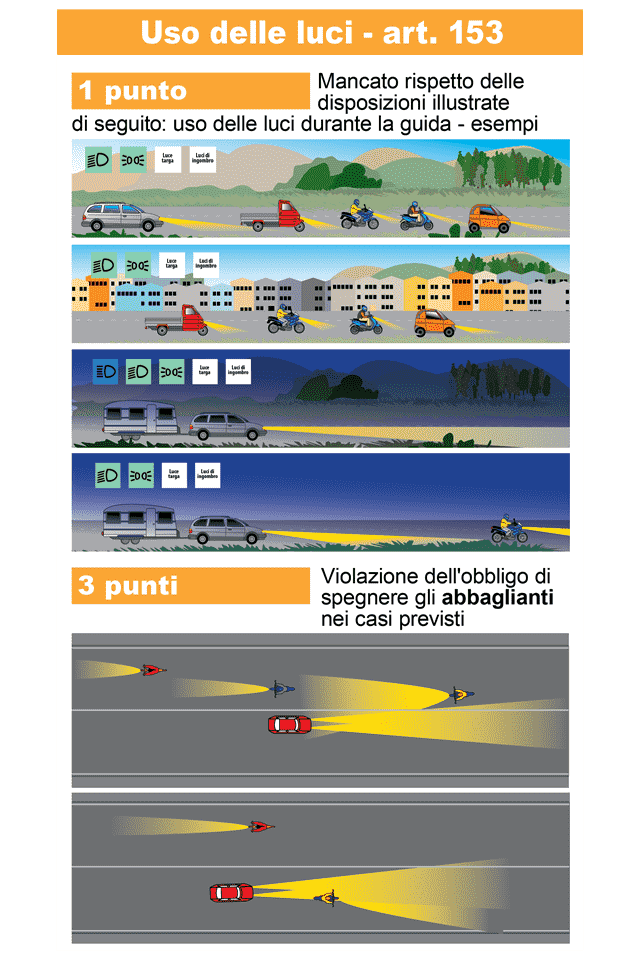 Uso delle luci - art. 153
1 punto
Mancato rispetto delle
disposizioni illustrate
di seguito: uso delle luci durante la guida - esempi
Luce
targa
Luci di
ingombro
Luce
targa
Luci di
ingombro
Luce
targa
Luci di
ingombro
Luce
targa
Luci di
ingombro
3 punti
Violazione dell'obbligo di
spegnere gli abbaglianti
nei casi previsti